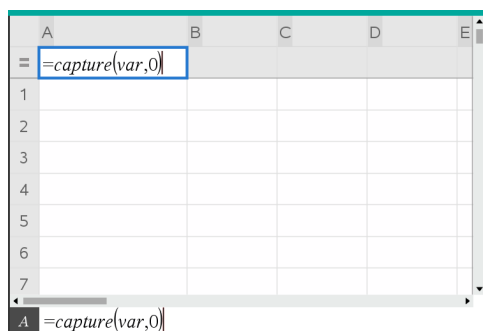 A B C D E
= =capture(var,0)
1
2
3
4
5
6
7
A =capture(var,0)